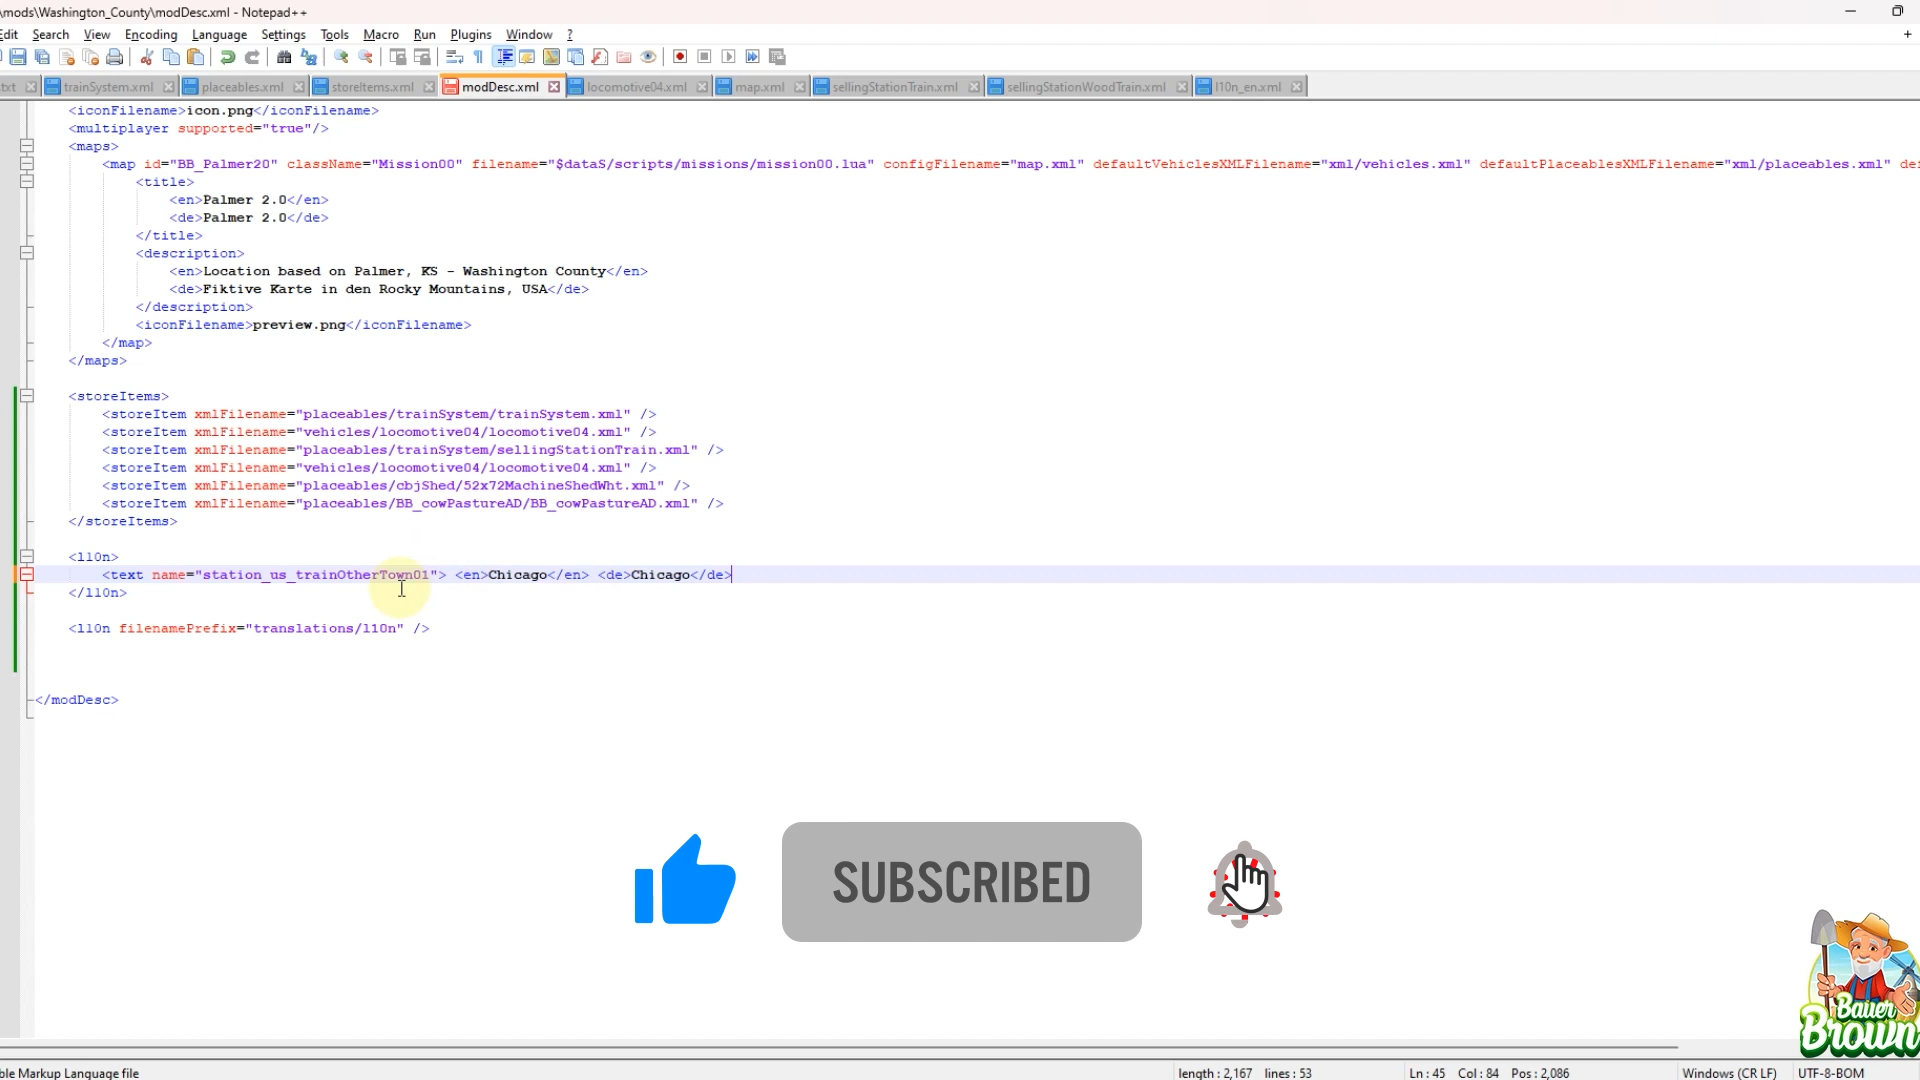 \mods\Washington_County\modDesc.xml - Notepad++
Edit Search View Encoding Language Settings Tools Macro Run Plugins Window ?
txt trainSystem.xml placeables.xml storeItems.xml modDesc.xml locomotive04.xml map.xml sellingStationTrain.xml sellingStationWoodTrain.xml l10n_en.xml
<iconFilename>icon.png</iconFilename>
<multiplayer supported="true"/>
<maps>
<map id="BB_Palmer20" className="Mission00" filename="$dataS/scripts/missions/mission00.lua" configFilename="map.xml" defaultVehiclesXMLFilename="xml/vehicles.xml" defaultPlaceablesXMLFilename="xml/placeables.xml" def
<title>
<en>Palmer 2.0</en>
<de>Palmer 2.0</de>
</title>
<description>
<en>Location based on Palmer, KS - Washington County</en>
<de>Fiktive Karte in den Rocky Mountains, USA</de>
</description>
<iconFilename>preview.png</iconFilename>
</map>
</maps>
<storeItems>
<storeItem xmlFilename="placeables/trainSystem/trainSystem.xml" />
<storeItem xmlFilename="vehicles/locomotive04/locomotive04.xml" />
<storeItem xmlFilename="placeables/trainSystem/sellingStationTrain.xml" />
<storeItem xmlFilename="vehicles/locomotive04/locomotive04.xml" />
<storeItem xmlFilename="placeables/cbjShed/52x72MachineShedWht.xml" />
<storeItem xmlFilename="placeables/BB_cowPastureAD/BB_cowPastureAD.xml" />
</storeItems>
<l10n>
<text name="station_us_trainOtherTown01"> <en>Chicago</en> <de>Chicago</de>
</l10n>
<l10n filenamePrefix="translations/l10n" />
</modDesc>
SUBSCRIBED
Bauer
Brown
ble Markup Language file length : 2,167 lines : 53 Ln : 45 Col : 84 Pos : 2,086 Windows (CR LF) UTF-8-BOM